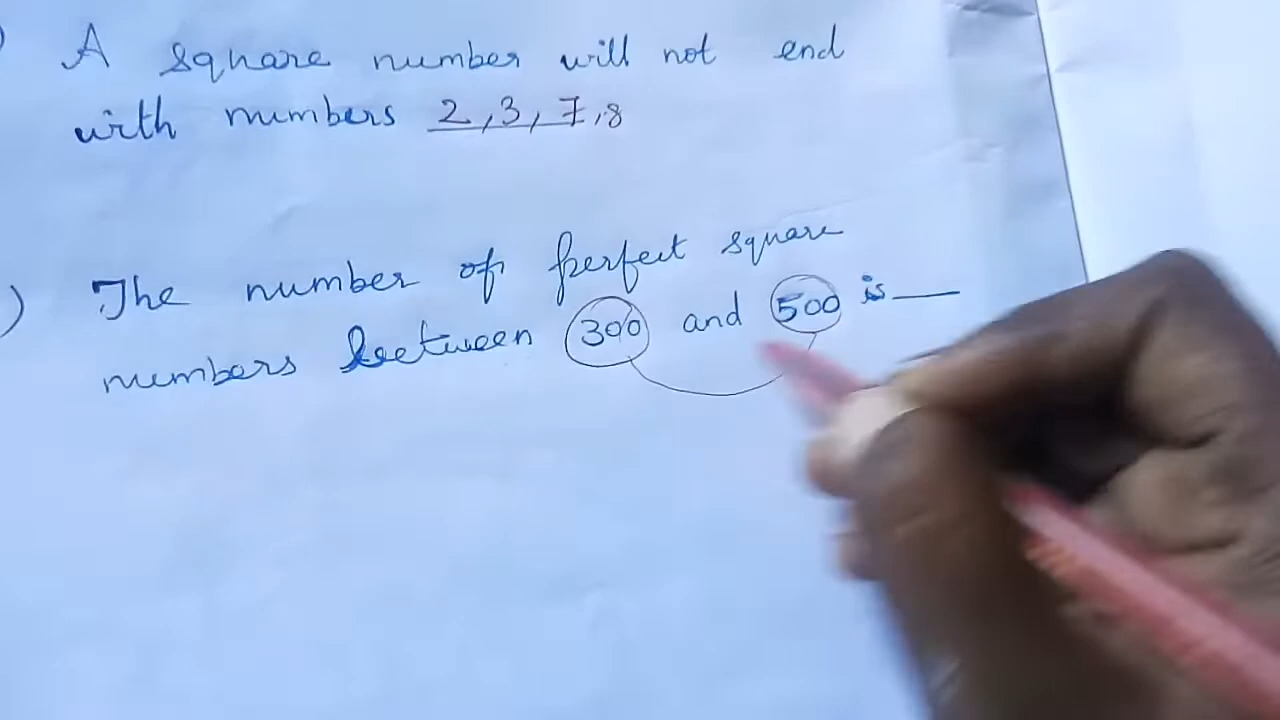 ) A square number will not end
with numbers 2,3,7,8
) The number of perfect square
numbers between 300 and 500 is __